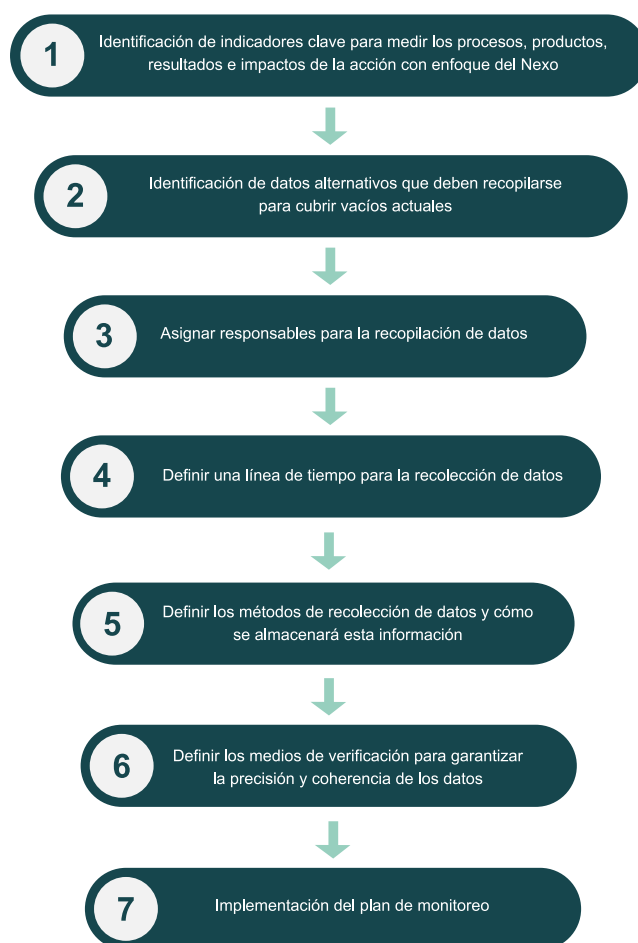 1
Identificación de indicadores clave para medir los procesos, productos,
resultados e impactos de la acción con enfoque del Nexo
2
Identificación de datos alternativos que deben recopilarse
para cubrir vacíos actuales
3
Asignar responsables para la recopilación de datos
4
Definir una línea de tiempo para la recolección de datos
5
Definir los métodos de recolección de datos y cómo
se almacenará esta información
6
Definir los medios de verificación para garantizar
la precisión y coherencia de los datos
7
Implementación del plan de monitoreo